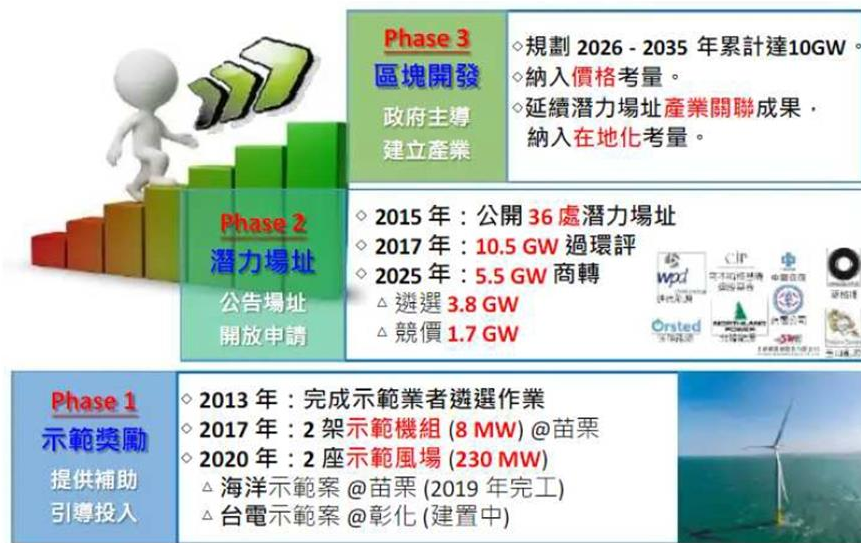 Phase 3
區塊開發
政府主導
建立產業
◇規劃 2026 - 2035 年累計達10GW。
◇納入價格考量。
◇延續潛力場址產業關聯成果，
納入在地化考量。
Phase 2
潛力場址
公告場址
開放申請
◇ 2015 年：公開 36 處潛力場址
◇ 2017 年：10.5 GW 過環評
◇ 2025 年：5.5 GW 商轉
△ 遴選 3.8 GW
△ 競價 1.7 GW
wpd
CIP
Ørsted
NORTHLAND
POWER
Phase 1
示範獎勵
提供補助
引導投入
◇ 2013 年：完成示範業者遴選作業
◇ 2017 年：2 架示範機組 (8 MW) @苗栗
◇ 2020 年：2 座示範風場 (230 MW)
△ 海洋示範案 @苗栗 (2019 年完工)
△ 台電示範案 @彰化 (建置中)